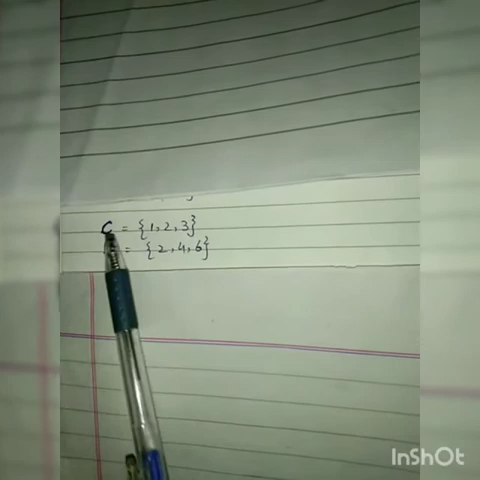 C = {1, 2, 3}
= {2, 4, 6}
InShOt